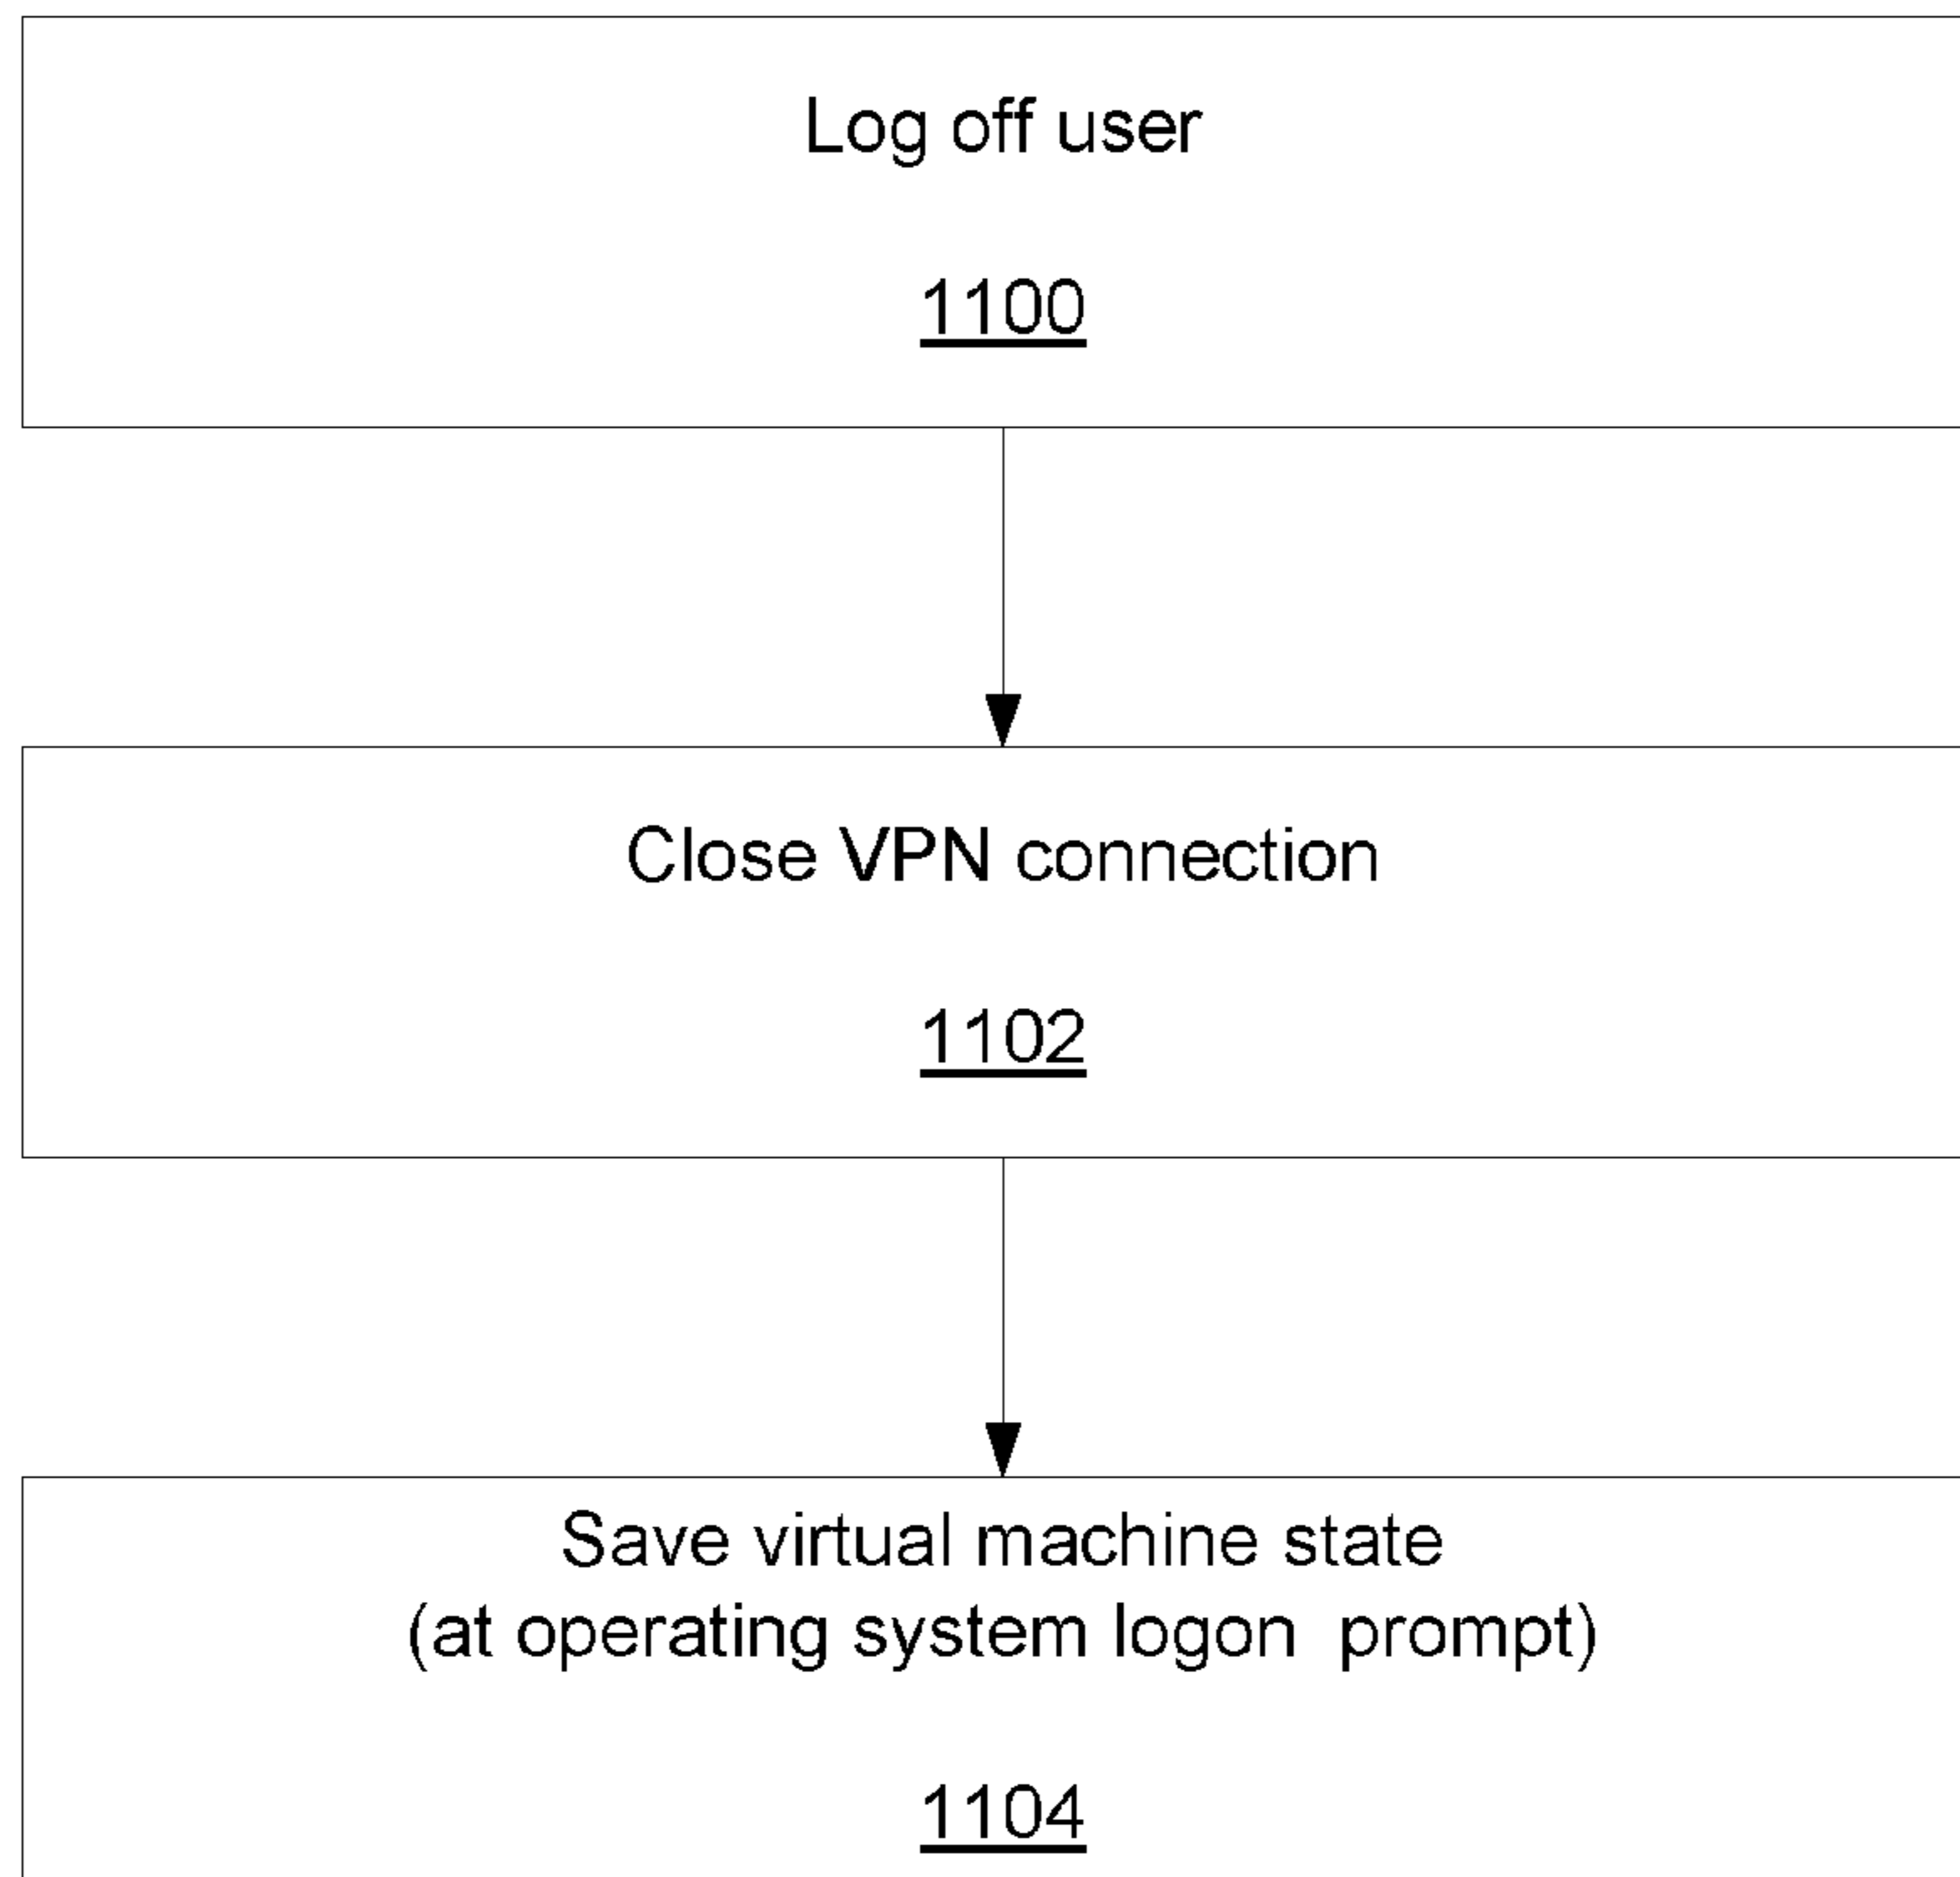 Log off user
1100
Close VPN connection
1102
Save virtual machine state
(at operating system logon prompt)
1104